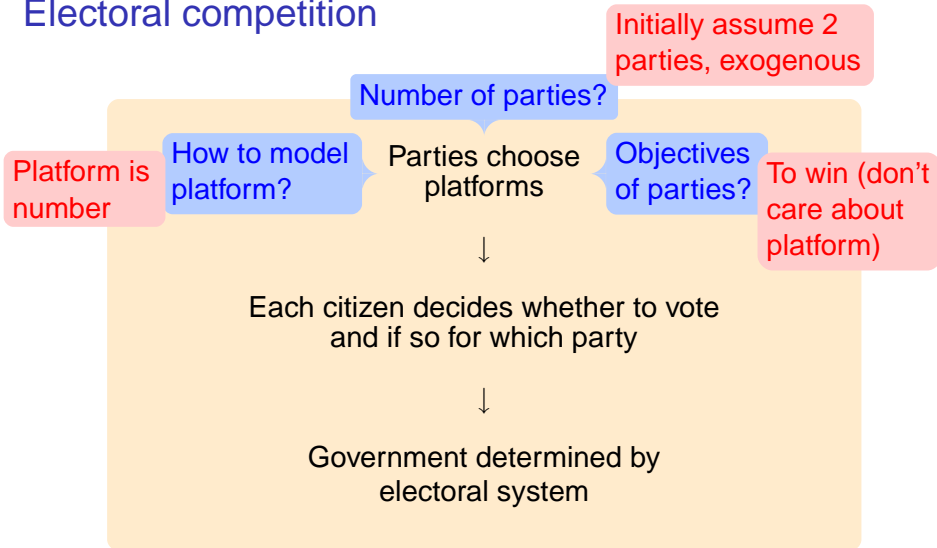 Electoral competition
Initially assume 2
parties, exogenous
Number of parties?
Platform is
number
How to model
platform?
Parties choose
platforms
Objectives
of parties?
To win (don't
care about
platform)
↓
Each citizen decides whether to vote
and if so for which party
↓
Government determined by
electoral system